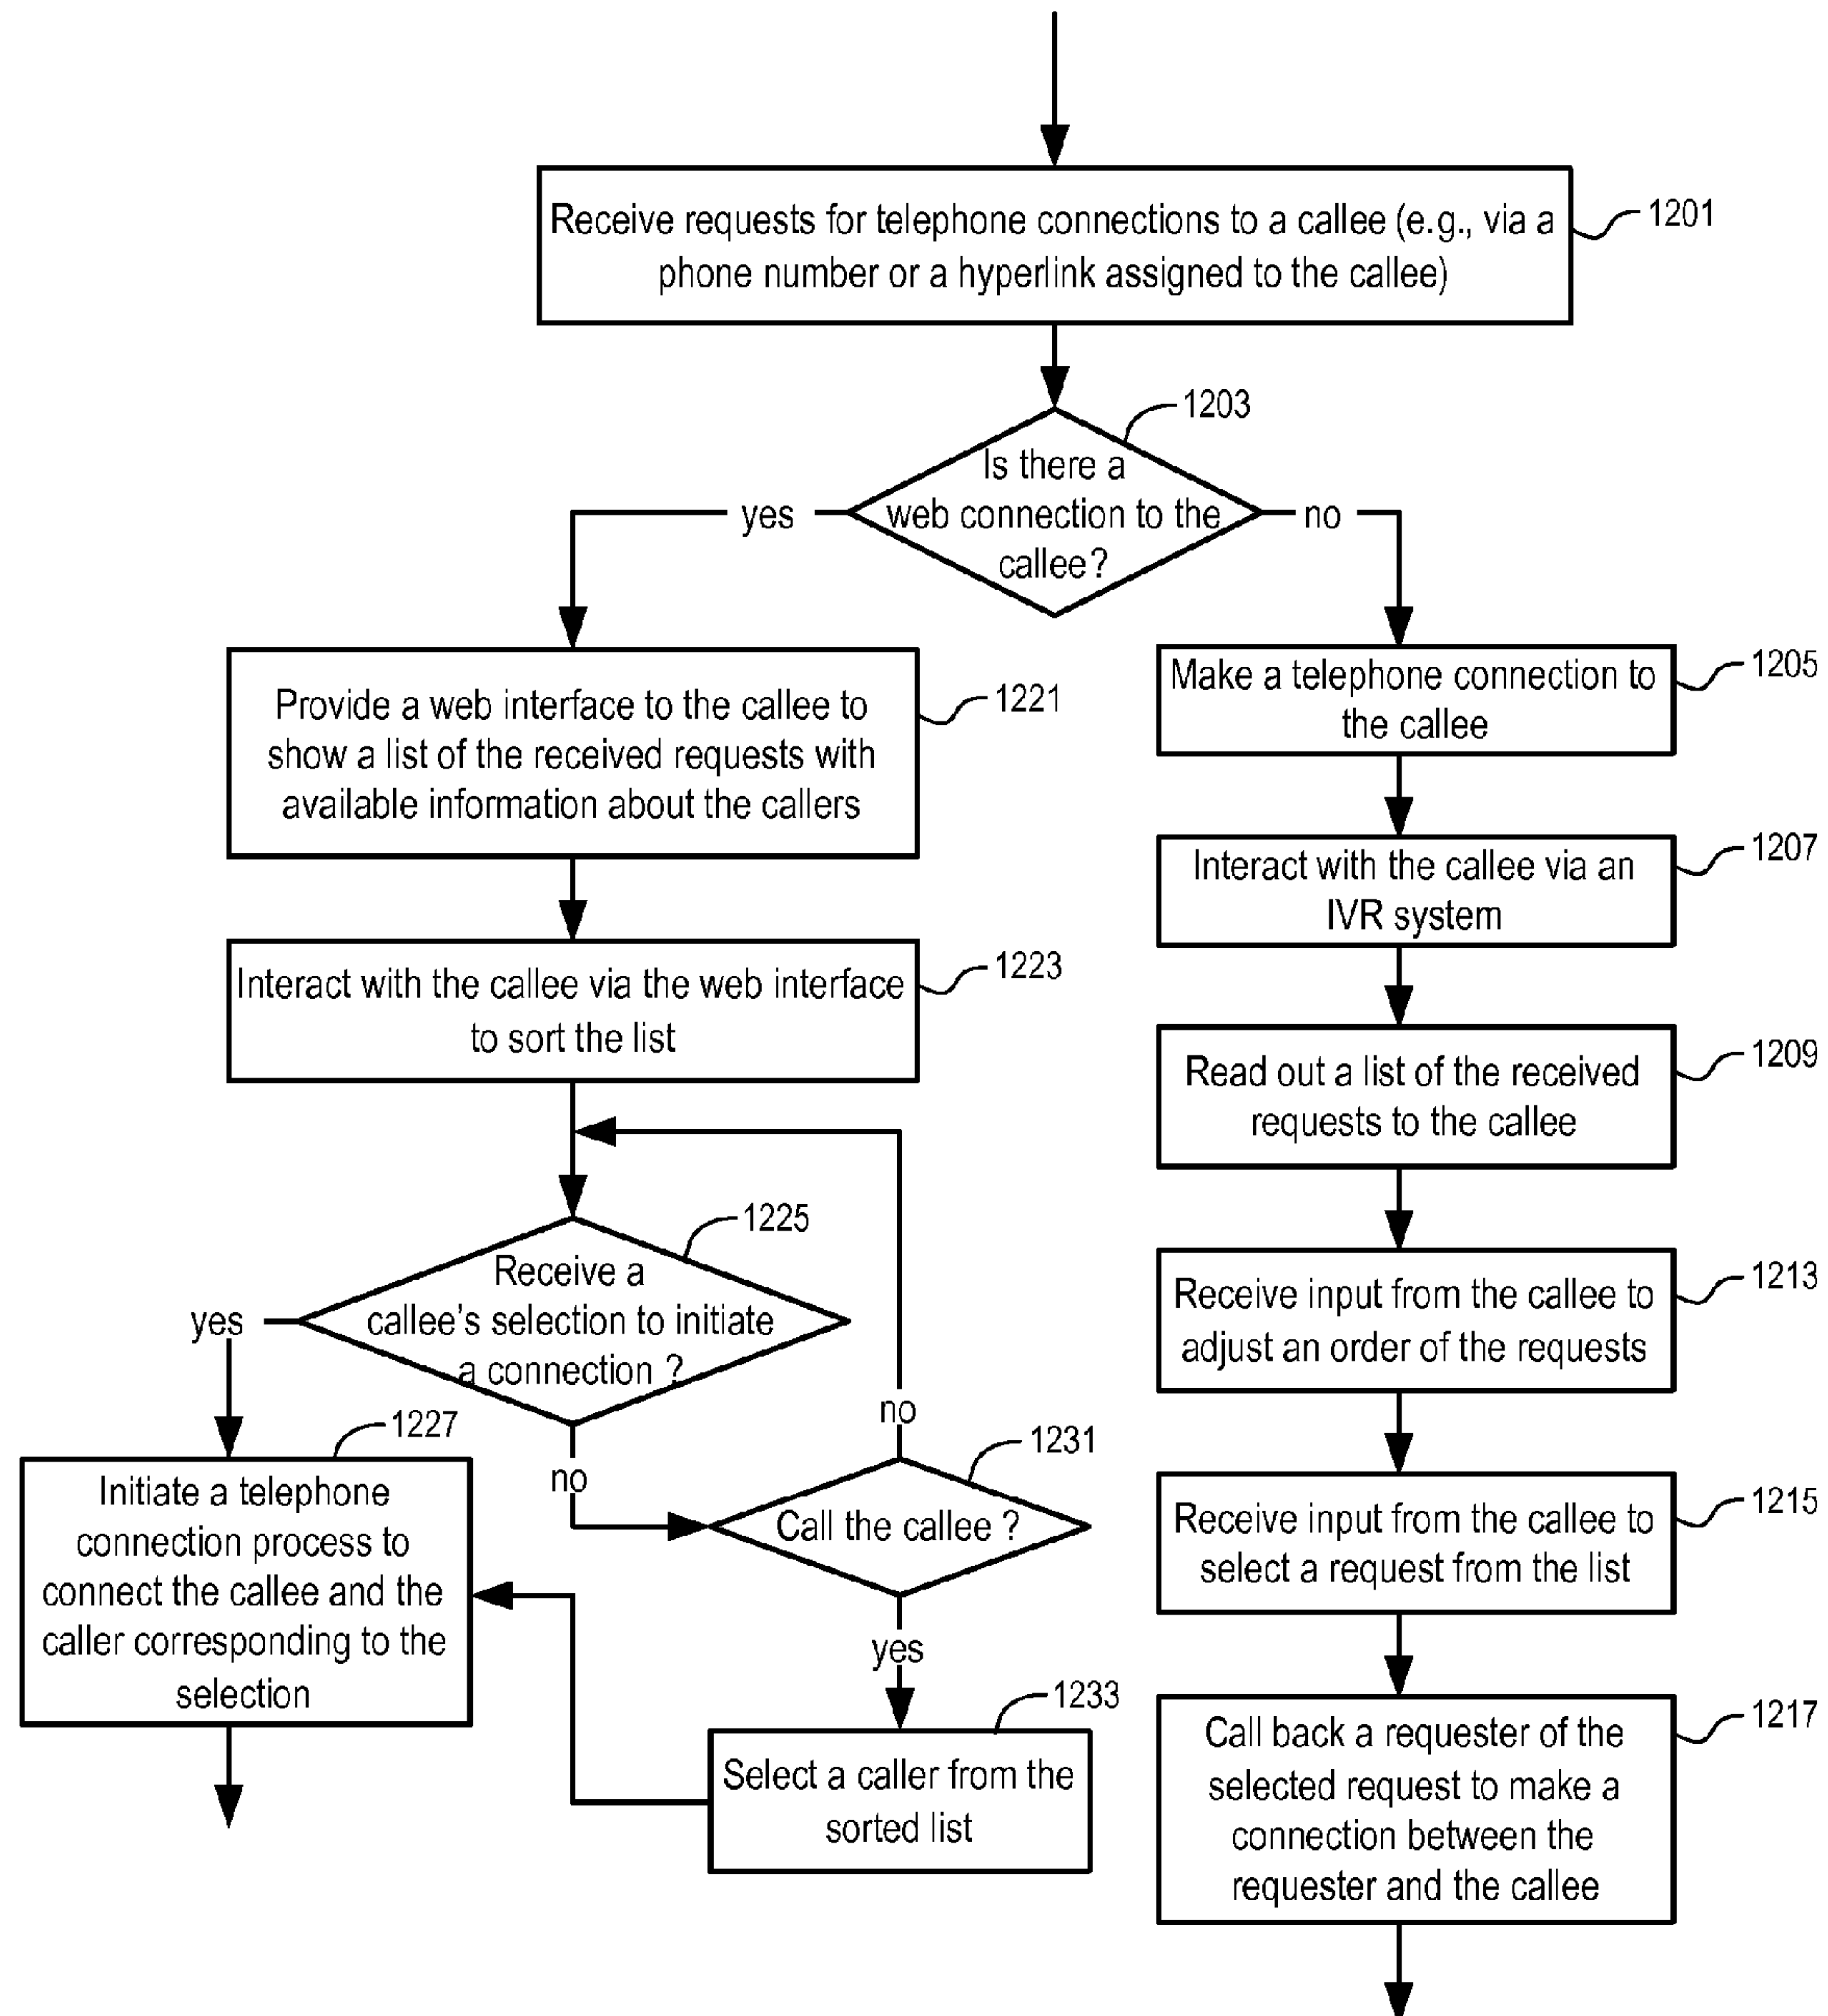 Receive requests for telephone connections to a callee (e.g., via a
phone number or a hyperlink assigned to the callee)
1201
1203
Is there a
web connection to the
callee?
yes
no
Provide a web interface to the callee to
show a list of the received requests with
available information about the callers
1221
Make a telephone connection to
the callee
1205
Interact with the callee via an
IVR system
1207
Interact with the callee via the web interface
to sort the list
1223
Read out a list of the received
requests to the callee
1209
1225
Receive a
callee's selection to initiate
a connection ?
yes
no
Receive input from the callee to
adjust an order of the requests
1213
1227
Initiate a telephone
connection process to
connect the callee and the
caller corresponding to the
selection
no
1231
Call the callee ?
yes
Receive input from the callee to
select a request from the list
1215
1233
Select a caller from the
sorted list
Call back a requester of the
selected request to make a
connection between the
requester and the callee
1217